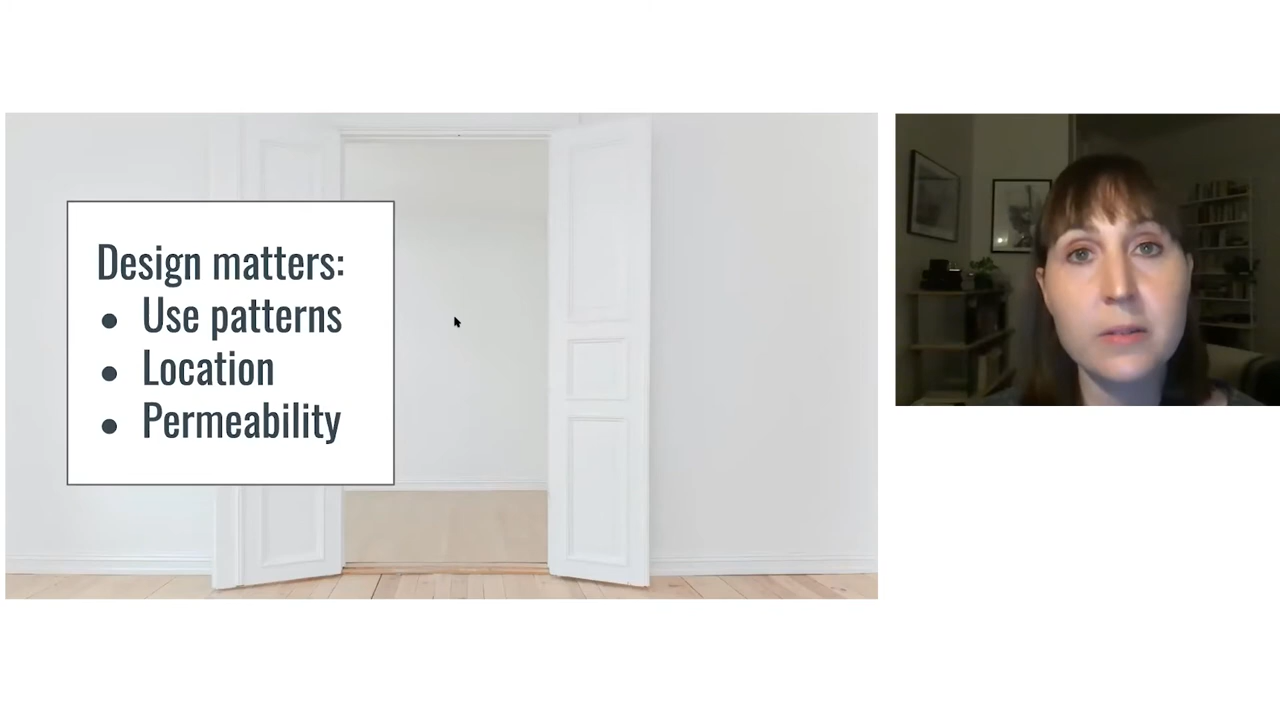 Design matters:
● Use patterns
● Location
● Permeability